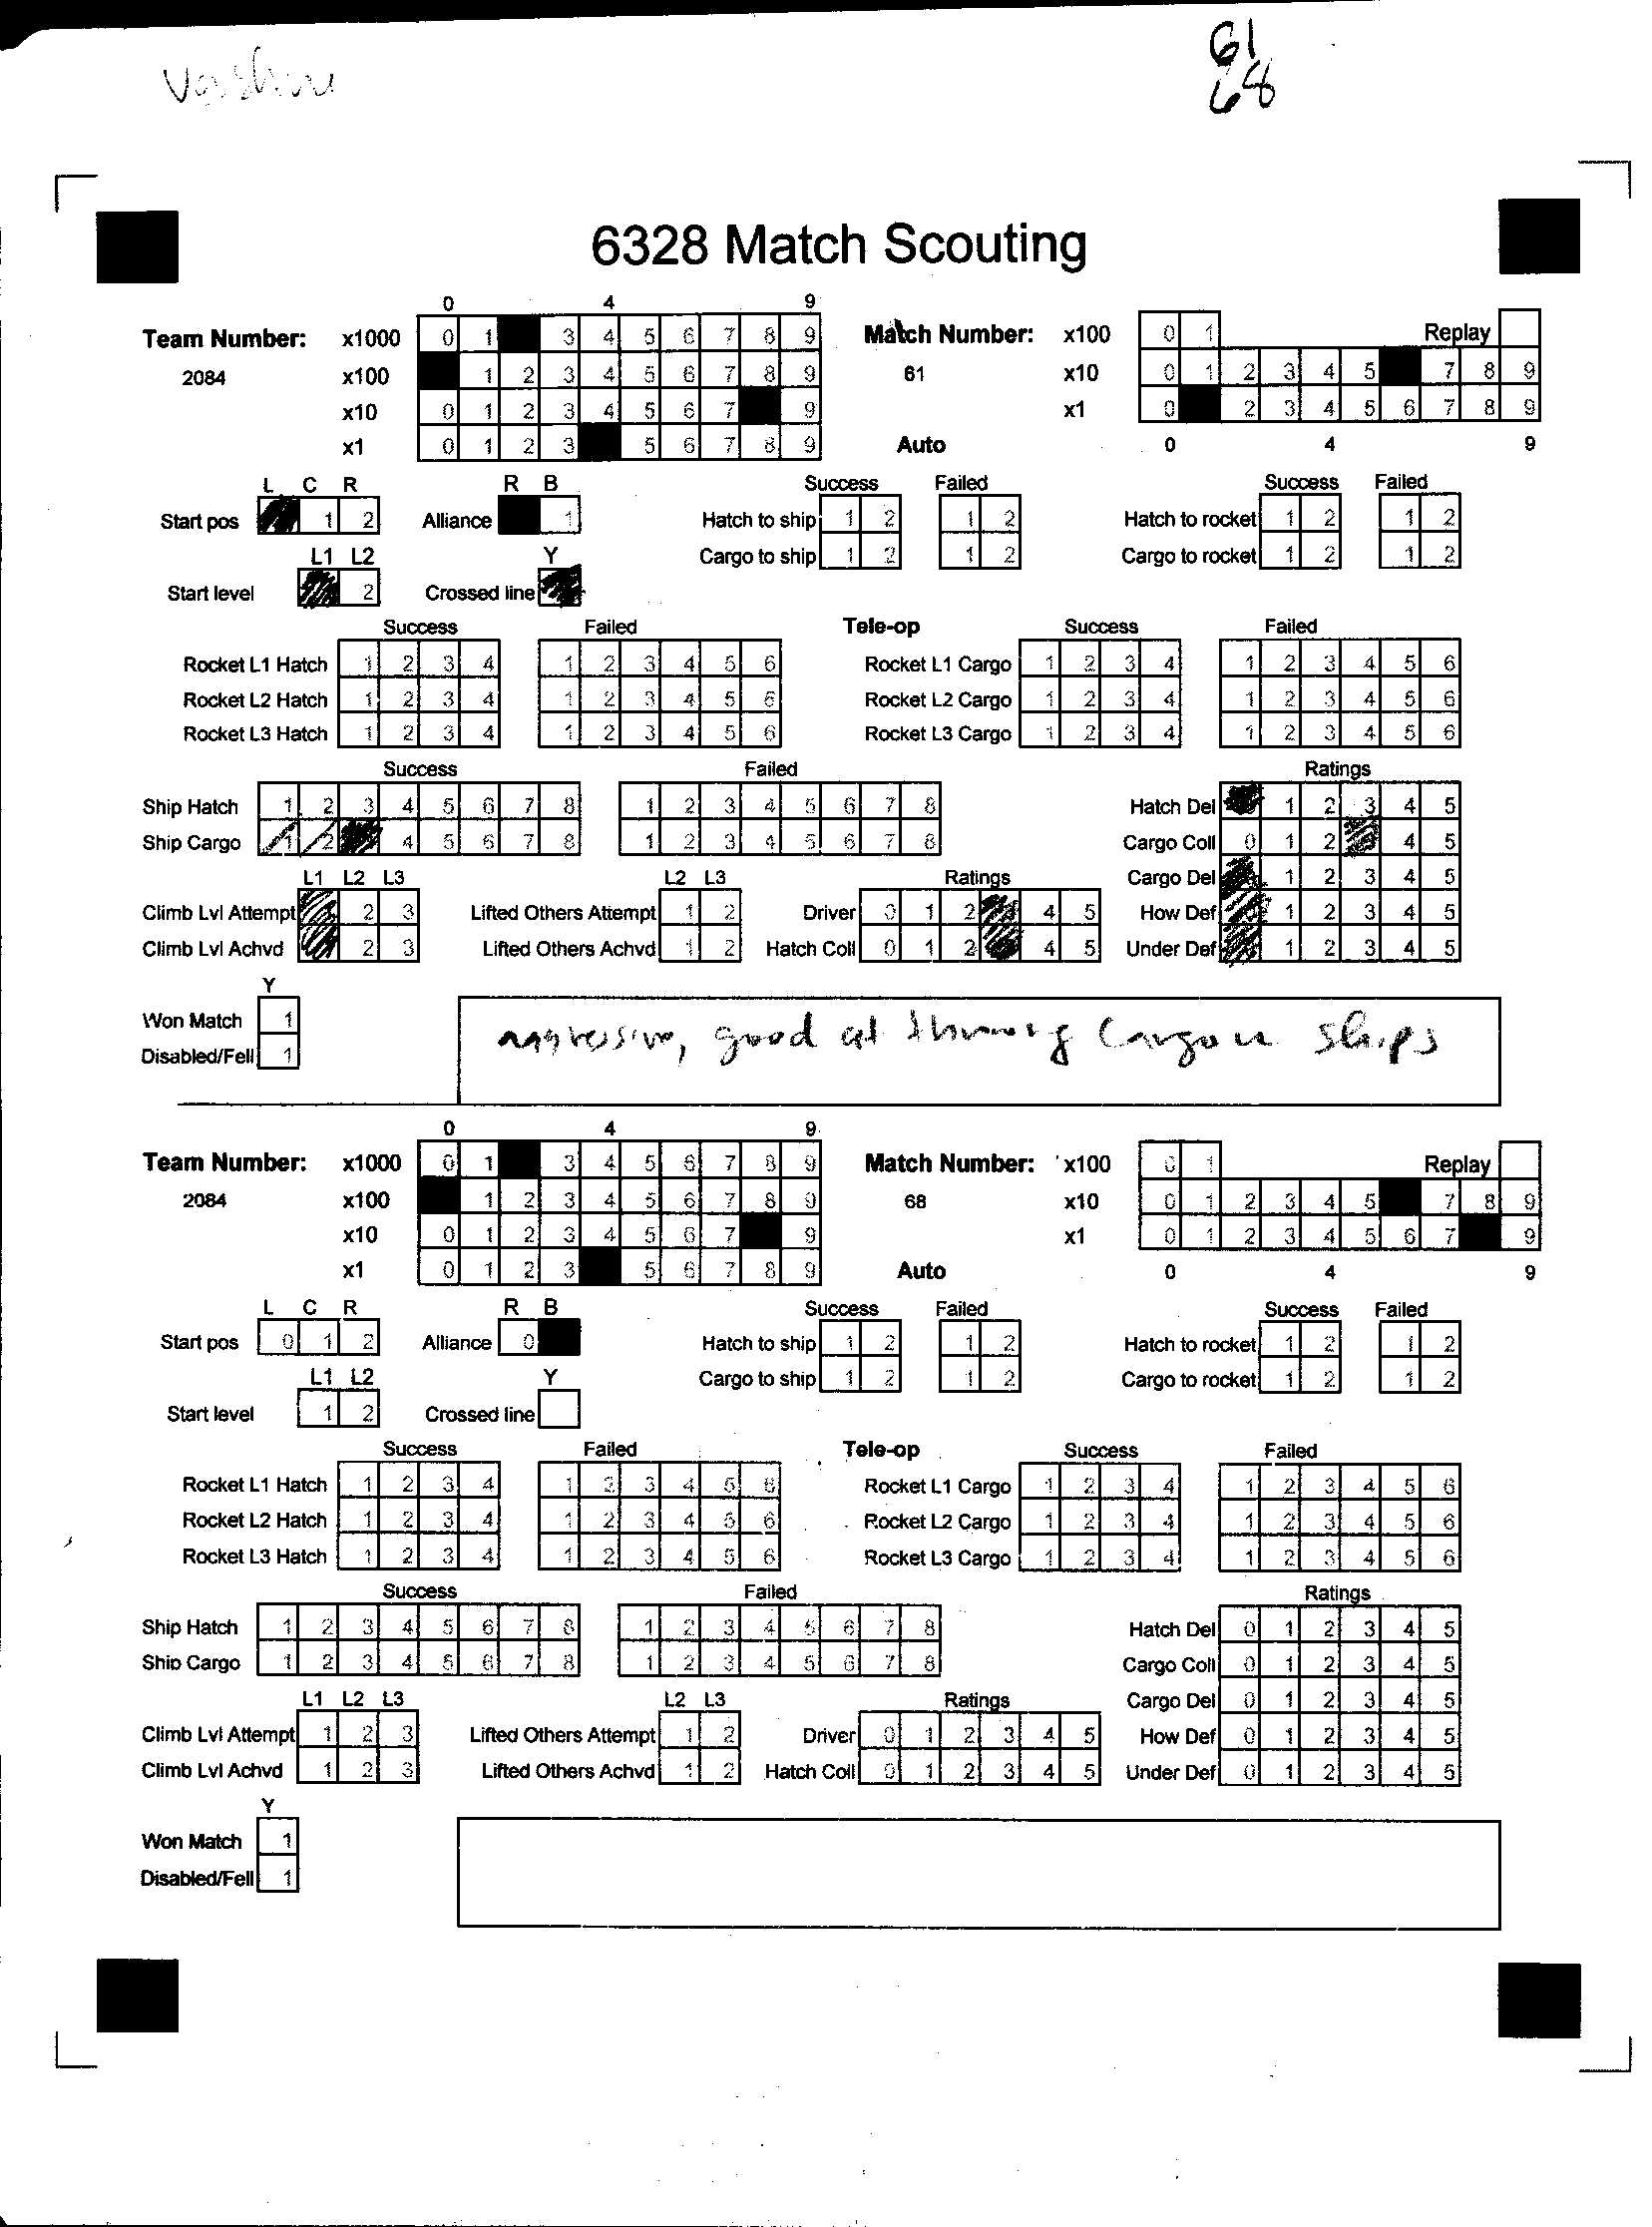 61
68
6328 Match Scouting
0 4 9
Team Number: x1000 0 1 3 4 5 6 7 8 9 Match Number: x100 0 1 Replay
2084 x100 1 2 3 4 5 6 7 8 9 61 x10 0 1 2 3 4 5 7 8 9
x10 0 1 2 3 4 5 6 7 9 x1 0 2 3 4 5 6 7 8 9
x1 0 1 2 3 5 6 7 8 9 Auto 0 4 9
L C R R B Success Failed Success Failed
Start pos 1 2 Alliance 1 Hatch to ship 1 2 1 2 Hatch to rocket 1 2 1 2
L1 L2 Y Cargo to ship 1 2 1 2 Cargo to rocket 1 2 1 2
Start level 2 Crossed line
Success Failed Tele-op Success Failed
Rocket L1 Hatch 1 2 3 4 1 2 3 4 5 6 Rocket L1 Cargo 1 2 3 4 1 2 3 4 5 6
Rocket L2 Hatch 1 2 3 4 1 2 3 4 5 6 Rocket L2 Cargo 1 2 3 4 1 2 3 4 5 6
Rocket L3 Hatch 1 2 3 4 1 2 3 4 5 6 Rocket L3 Cargo 1 2 3 4 1 2 3 4 5 6
Success Failed Ratings
Ship Hatch 1 2 3 4 5 6 7 8 1 2 3 4 5 6 7 8 Hatch Del 1 2 3 4 5
Ship Cargo 1 2 4 5 6 7 8 1 2 3 4 5 6 7 8 Cargo Coll 0 1 2 4 5
L1 L2 L3 L2 L3 Ratings Cargo Del 1 2 3 4 5
Climb Lvl Attempt 2 3 Lifted Others Attempt 1 2 Driver 0 1 2 4 5 How Def 1 2 3 4 5
Climb Lvl Achvd 2 3 Lifted Others Achvd 1 2 Hatch Coll 0 1 2 4 5 Under Def 1 2 3 4 5
Y
Won Match 1
Disabled/Fell 1
good at ships
0 4 9
Team Number: x1000 0 1 3 4 5 6 7 8 9 Match Number: x100 0 1 Replay
2084 x100 1 2 3 4 5 6 7 8 9 68 x10 0 1 2 3 4 5 7 8 9
x10 0 1 2 3 4 5 6 7 9 x1 0 1 2 3 4 5 6 7 9
x1 0 1 2 3 5 6 7 8 9 Auto 0 4 9
L C R R B Success Failed Success Failed
Start pos 0 1 2 Alliance 0 Hatch to ship 1 2 1 2 Hatch to rocket 1 2 1 2
L1 L2 Y Cargo to ship 1 2 1 2 Cargo to rocket 1 2 1 2
Start level 1 2 Crossed line
Success Failed Tele-op Success Failed
Rocket L1 Hatch 1 2 3 4 1 2 3 4 5 6 Rocket L1 Cargo 1 2 3 4 1 2 3 4 5 6
Rocket L2 Hatch 1 2 3 4 1 2 3 4 5 6 Rocket L2 Cargo 1 2 3 4 1 2 3 4 5 6
Rocket L3 Hatch 1 2 3 4 1 2 3 4 5 6 Rocket L3 Cargo 1 2 3 4 1 2 3 4 5 6
Success Failed Ratings
Ship Hatch 1 2 3 4 5 6 7 8 1 2 3 4 5 6 7 8 Hatch Del 0 1 2 3 4 5
Ship Cargo 1 2 3 4 5 6 7 8 1 2 3 4 5 6 7 8 Cargo Coll 0 1 2 3 4 5
L1 L2 L3 L2 L3 Ratings Cargo Del 0 1 2 3 4 5
Climb Lvl Attempt 1 2 3 Lifted Others Attempt 1 2 Driver 0 1 2 3 4 5 How Def 0 1 2 3 4 5
Climb Lvl Achvd 1 2 3 Lifted Others Achvd 1 2 Hatch Coll 0 1 2 3 4 5 Under Def 0 1 2 3 4 5
Y
Won Match 1
Disabled/Fell 1